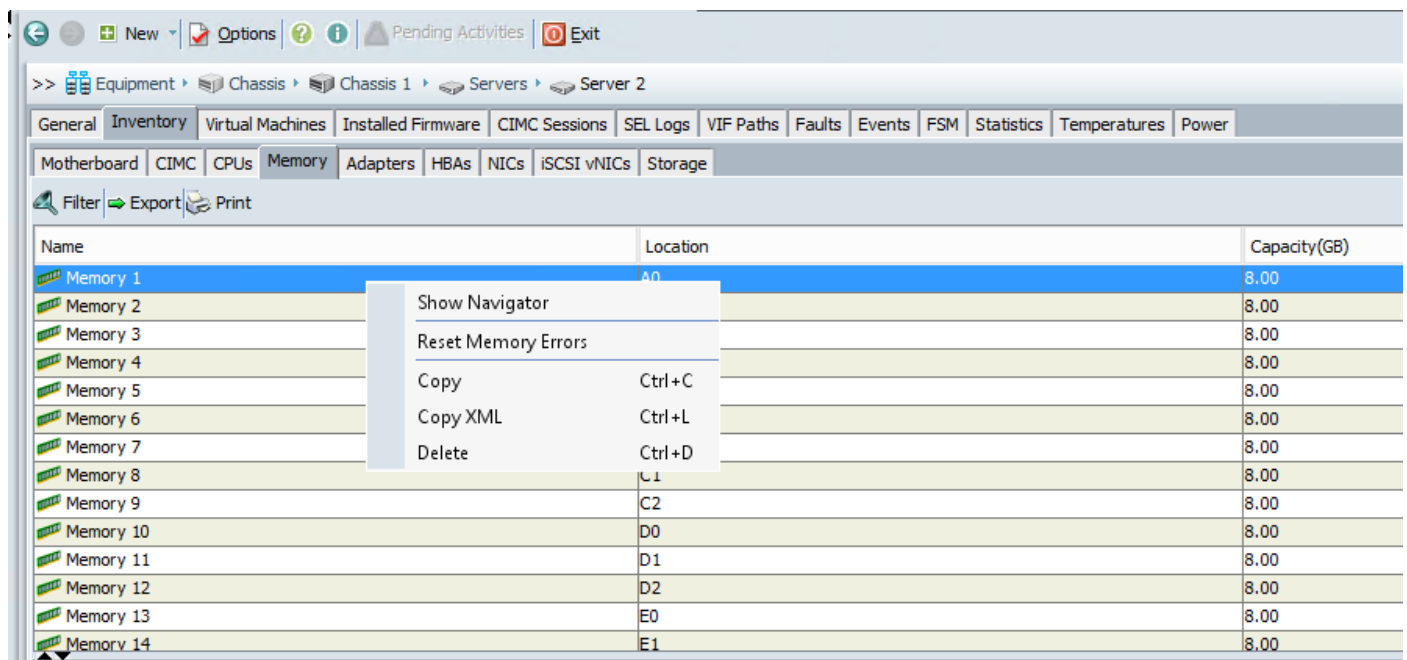 New Options Pending Activities Exit
>> Equipment Chassis Chassis 1 Servers Server 2
General Inventory Virtual Machines Installed Firmware CIMC Sessions SEL Logs VIF Paths Faults Events FSM Statistics Temperatures Power
Motherboard CIMC CPUs Memory Adapters HBAs NICs iSCSI vNICs Storage
Filter Export Print
Name Location Capacity(GB)
Memory 1 A0 8.00
Memory 2 8.00
Memory 3 8.00
Memory 4 8.00
Memory 5 8.00
Memory 6 8.00
Memory 7 8.00
Memory 8 C1 8.00
Memory 9 C2 8.00
Memory 10 D0 8.00
Memory 11 D1 8.00
Memory 12 D2 8.00
Memory 13 E0 8.00
Memory 14 E1 8.00
Show Navigator
Reset Memory Errors
Copy Ctrl+C
Copy XML Ctrl+L
Delete Ctrl+D